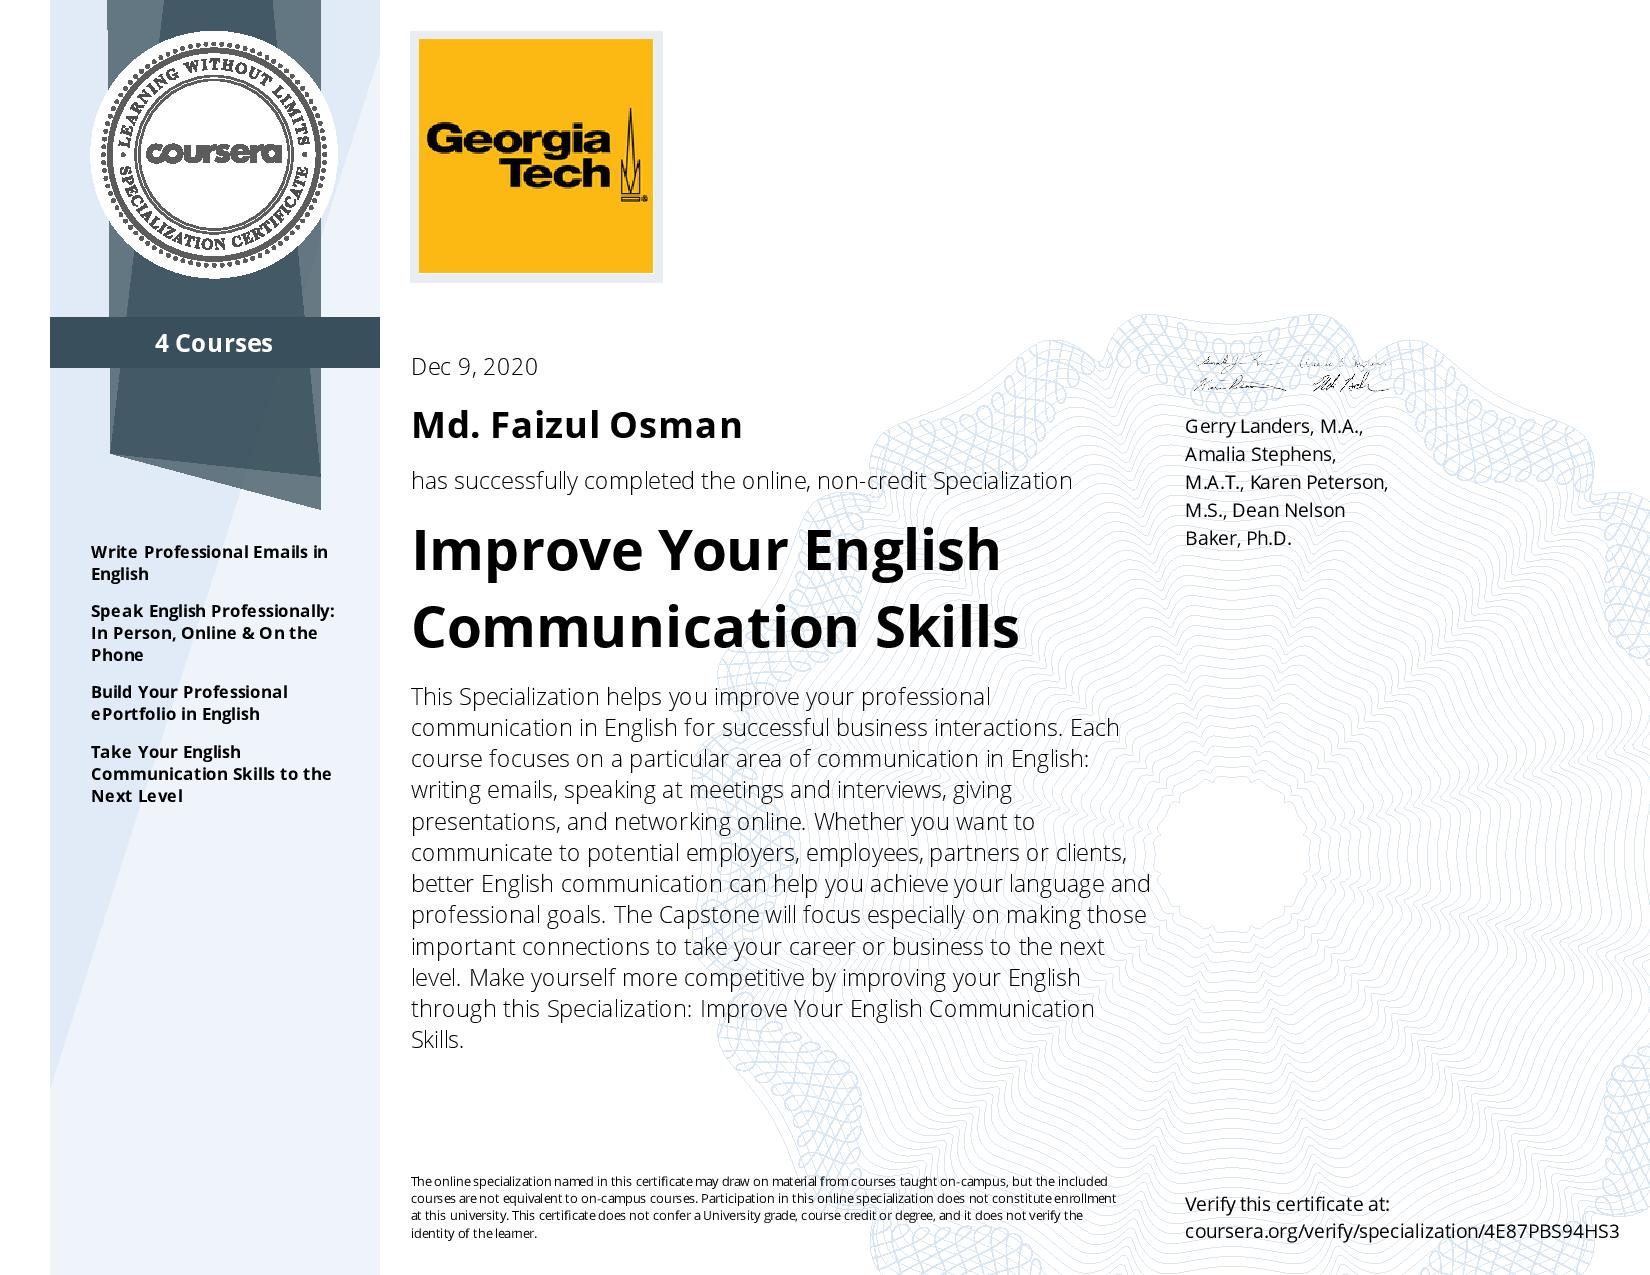 LEARNING WITHOUT LIMITS
coursera
SPECIALIZATION CERTIFICATE
4 Courses
Write Professional Emails in
English
Speak English Professionally:
In Person, Online & On the
Phone
Build Your Professional
ePortfolio in English
Take Your English
Communication Skills to the
Next Level
Georgia
Tech
Dec 9, 2020
Md. Faizul Osman
has successfully completed the online, non-credit Specialization
Improve Your English
Communication Skills
This Specialization helps you improve your professional
communication in English for successful business interactions. Each
course focuses on a particular area of communication in English:
writing emails, speaking at meetings and interviews, giving
presentations, and networking online. Whether you want to
communicate to potential employers, employees, partners or clients,
better English communication can help you achieve your language and
professional goals. The Capstone will focus especially on making those
important connections to take your career or business to the next
level. Make yourself more competitive by improving your English
through this Specialization: Improve Your English Communication
Skills.
Gerry Landers, M.A.,
Amalia Stephens,
M.A.T., Karen Peterson,
M.S., Dean Nelson
Baker, Ph.D.
The online specialization named in this certificate may draw on material from courses taught on-campus, but the included
courses are not equivalent to on-campus courses. Participation in this online specialization does not constitute enrollment
at this university. This certificate does not confer a University grade, course credit or degree, and it does not verify the
identity of the learner.
Verify this certificate at:
coursera.org/verify/specialization/4E87PBS94HS3